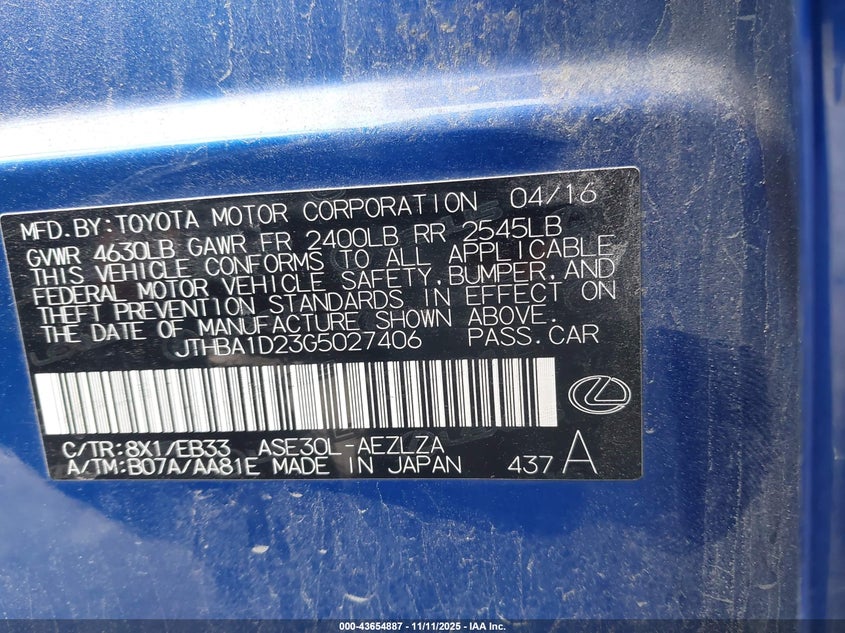 MFD.BY:TOYOTA MOTOR CORPORATION 04/16
GVWR 4630LB GAWR FR 2400LB RR 2545LB
THIS VEHICLE CONFORMS TO ALL APPLICABLE
FEDERAL MOTOR VEHICLE SAFETY,BUMPER,AND
THEFT PREVENTION STANDARDS IN EFFECT ON
THE DATE OF MANUFACTURE SHOWN ABOVE.
JTHBA1D23G5027406 PASS.CAR
C/TR:8X1/EB33 ASE30L-AEZLZA
A/TM:B07A/AA81E MADE IN JAPAN 437 A
000-43654887 - 11/11/2025 - IAA Inc.